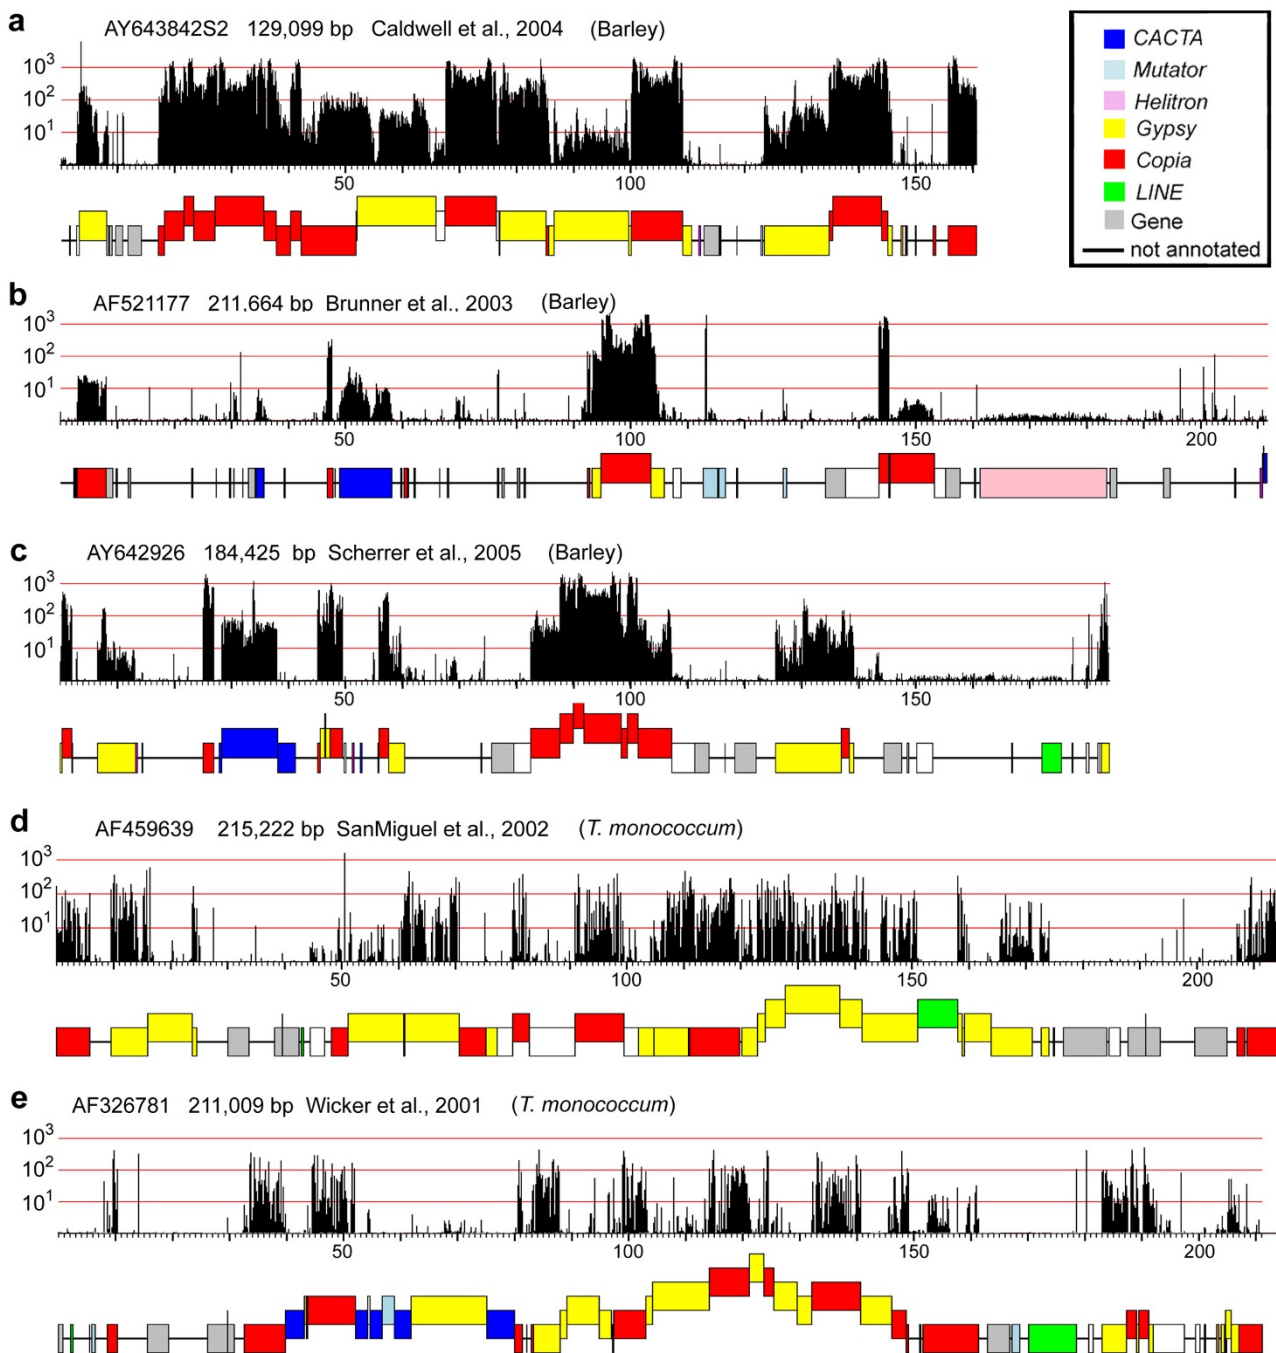 a
AY643842S2 129,099 bp Caldwell et al., 2004 (Barley)
10³
10²
10¹
50 100 150
CACTA
Mutator
Helitron
Gypsy
Copia
LINE
Gene
not annotated
b
AF521177 211,664 bp Brunner et al., 2003 (Barley)
10³
10²
10¹
50 100 150 200
c
AY642926 184,425 bp Scherrer et al., 2005 (Barley)
10³
10²
10¹
50 100 150
d
AF459639 215,222 bp SanMiguel et al., 2002 (T. monococcum)
10³
10²
10¹
50 100 150 200
e
AF326781 211,009 bp Wicker et al., 2001 (T. monococcum)
10³
10²
10¹
50 100 150 200